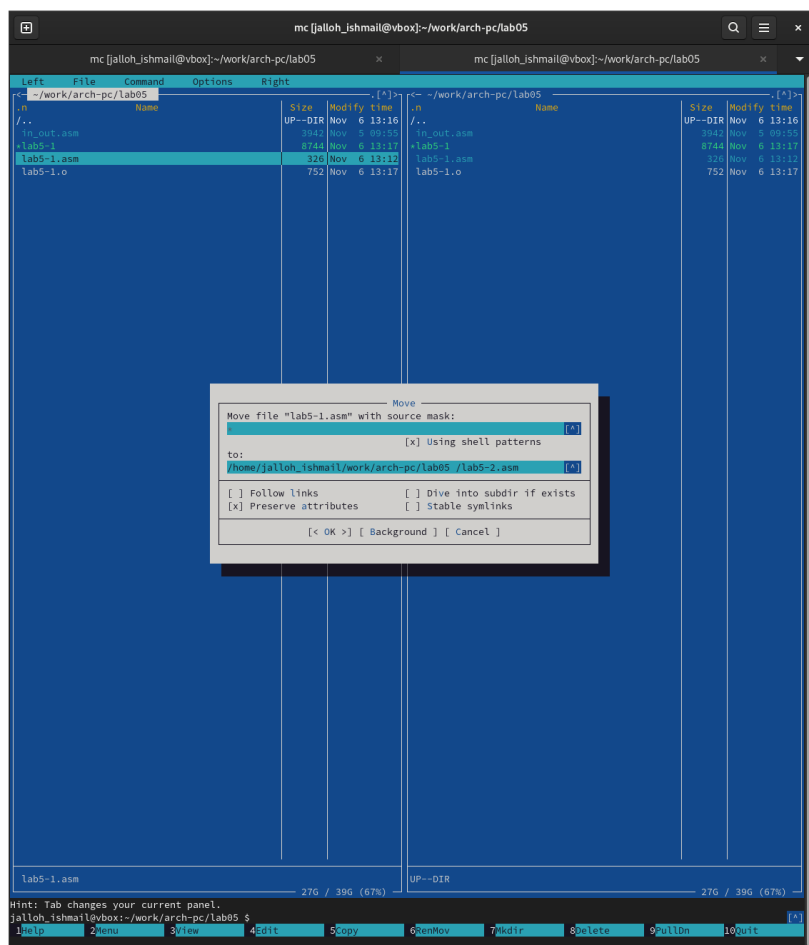 mc [jalloh_ishmail@vbox]:~/work/arch-pc/lab05
mc [jalloh_ishmail@vbox]:~/work/arch-pc/lab05 × mc [jalloh_ishmail@vbox]:~/work/arch-pc/lab05 ×
Left File Command Options Right
<─ ~/work/arch-pc/lab05 .[^]> <─ ~/work/arch-pc/lab05 .[^]>
.n Name Size Modify time .n Name Size Modify time
/.. UP--DIR Nov 6 13:16 /.. UP--DIR Nov 6 13:16
in_out.asm 3942 Nov 5 09:55 in_out.asm 3942 Nov 5 09:55
*lab5-1 8744 Nov 6 13:17 *lab5-1 8744 Nov 6 13:17
lab5-1.asm 326 Nov 6 13:12 lab5-1.asm 326 Nov 6 13:12
lab5-1.o 752 Nov 6 13:17 lab5-1.o 752 Nov 6 13:17
Move
Move file "lab5-1.asm" with source mask:
* [^]
[x] Using shell patterns
to:
/home/jalloh_ishmail/work/arch-pc/lab05 /lab5-2.asm [^]
[ ] Follow links [ ] Dive into subdir if exists
[x] Preserve attributes [ ] Stable symlinks
[< OK >] [ Background ] [ Cancel ]
lab5-1.asm UP--DIR
27G / 39G (67%) 27G / 39G (67%)
Hint: Tab changes your current panel.
jalloh_ishmail@vbox:~/work/arch-pc/lab05 $ [^]
1Help 2Menu 3View 4Edit 5Copy 6RenMov 7Mkdir 8Delete 9PullDn 10Quit